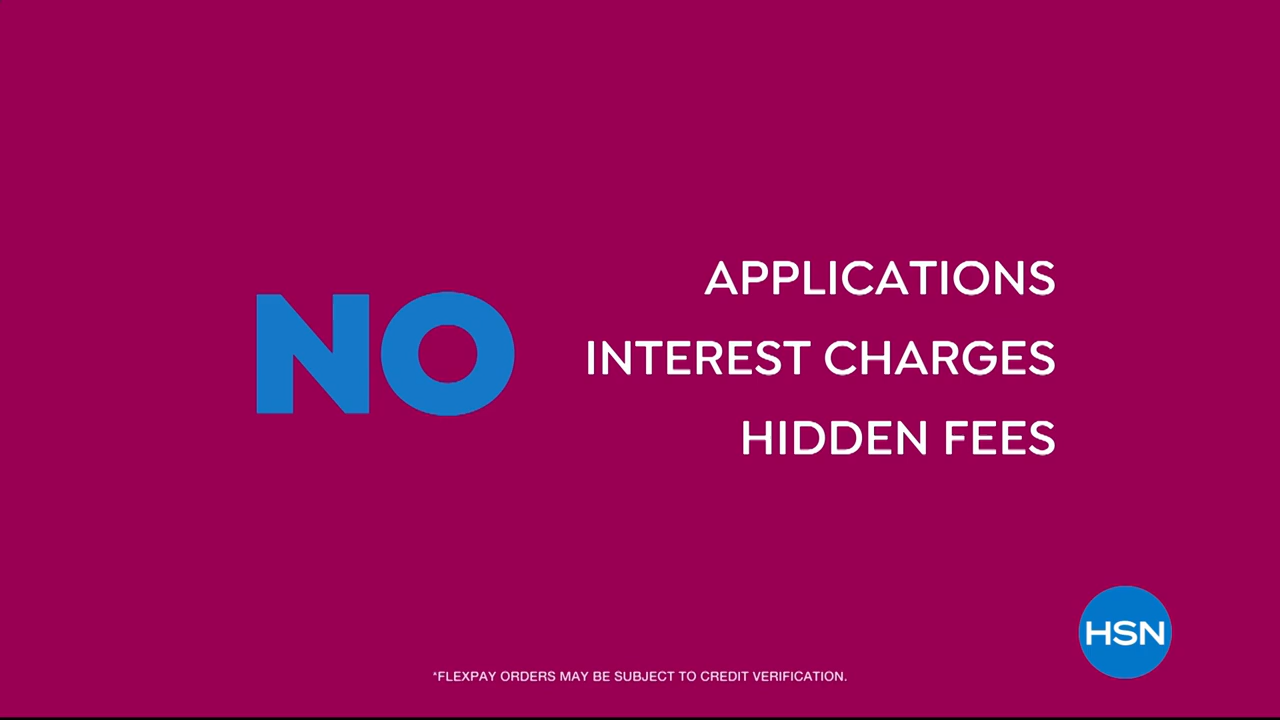 NO
APPLICATIONS
INTEREST CHARGES
HIDDEN FEES
HSN
*FLEXPAY ORDERS MAY BE SUBJECT TO CREDIT VERIFICATION.